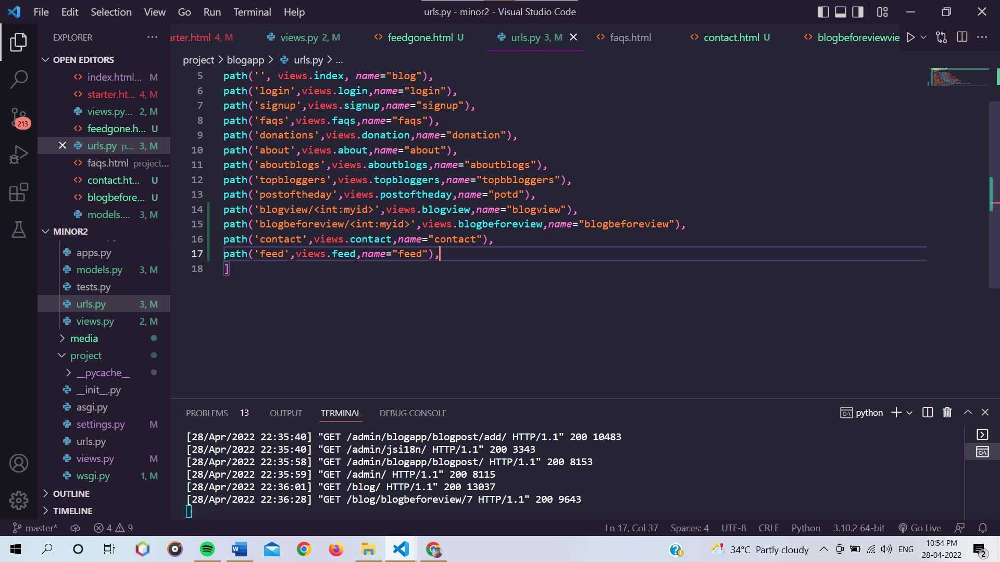 File Edit Selection View Go Run Terminal Help
urls.py - minor2 - Visual Studio Code
EXPLORER
arter.html 4, M
views.py 2, M
feedgone.html U
urls.py 3, M
faqs.html
contact.html U
blogbeforeviewvie
OPEN EDITORS
index.html... M
starter.ht... 4, M
views.py... 2, M
feedgone.h... U
urls.py p... 3, M
faqs.html project...
contact.ht... U
blogbefore... U
models.... 3, M
213
MINOR2
apps.py
models.py 3, M
tests.py
urls.py 3, M
views.py 2, M
media
project
__pycache__
__init__.py
asgi.py
settings.py M
urls.py
views.py M
wsgi.py 1, M
OUTLINE
TIMELINE
project > blogapp > urls.py > ...
5 path('', views.index, name="blog"),
6 path('login',views.login,name="login"),
7 path('signup',views.signup,name="signup"),
8 path('faqs',views.faqs,name="faqs"),
9 path('donations',views.donation,name="donation"),
10 path('about',views.about,name="about"),
11 path('aboutblogs',views.aboutblogs,name="aboutblogs"),
12 path('topbloggers',views.topbloggers,name="topbbloggers"),
13 path('postoftheday',views.postoftheday,name="potd"),
14 path('blogview/<int:myid>',views.blogview,name="blogview"),
15 path('blogbeforeview/<int:myid>',views.blogbeforeview,name="blogbeforeview"),
16 path('contact',views.contact,name="contact"),
17 path('feed',views.feed,name="feed"),
18 ]
PROBLEMS 13 OUTPUT TERMINAL DEBUG CONSOLE
python
[28/Apr/2022 22:35:40] "GET /admin/blogapp/blogpost/add/ HTTP/1.1" 200 10483
[28/Apr/2022 22:35:40] "GET /admin/jsi18n/ HTTP/1.1" 200 3343
[28/Apr/2022 22:35:58] "GET /admin/blogapp/blogpost/ HTTP/1.1" 200 8153
[28/Apr/2022 22:35:59] "GET /admin/ HTTP/1.1" 200 8115
[28/Apr/2022 22:36:01] "GET /blog/ HTTP/1.1" 200 13037
[28/Apr/2022 22:36:28] "GET /blog/blogbeforeview/7 HTTP/1.1" 200 9643
master* 4 9
Ln 17, Col 37 Spaces: 4 UTF-8 CRLF Python 3.10.2 64-bit Go Live
34°C Partly cloudy
ENG
10:54 PM
28-04-2022
2